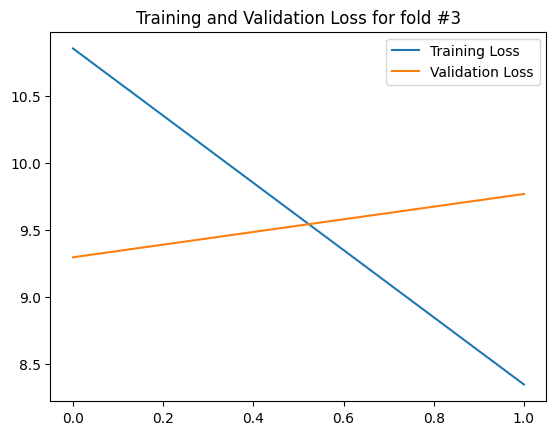 Training and Validation Loss for fold #3
Training Loss
Validation Loss
10.5
10.0
9.5
9.0
8.5
0.0 0.2 0.4 0.6 0.8 1.0